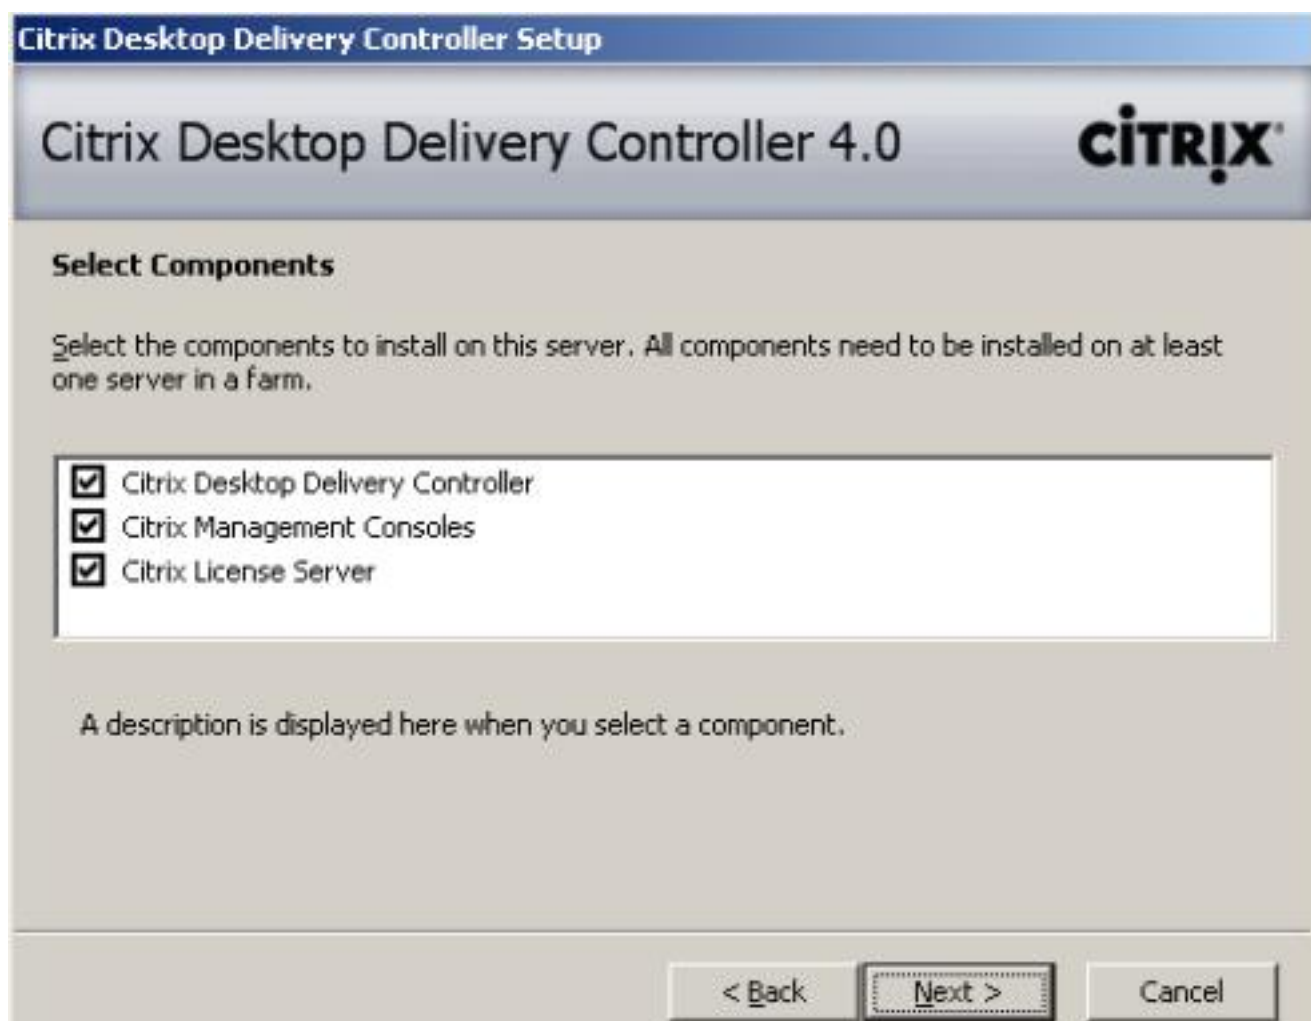 Citrix Desktop Delivery Controller Setup
Citrix Desktop Delivery Controller 4.0
CİTRIX
Select Components
Select the components to install on this server. All components need to be installed on at least
one server in a farm.
Citrix Desktop Delivery Controller
Citrix Management Consoles
Citrix License Server
A description is displayed here when you select a component.
< Back
Next >
Cancel